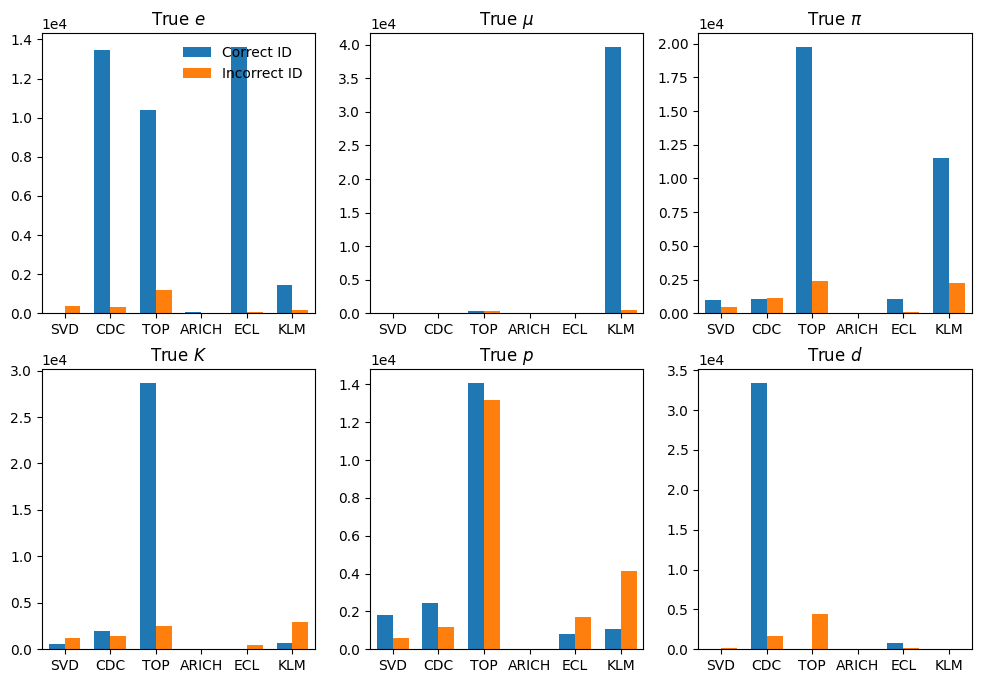 True e
1e4
1.4
1.2
1.0
0.8
0.6
0.4
0.2
0.0
Correct ID
Incorrect ID
SVD CDC TOP ARICH ECL KLM
True μ
1e4
4.0
3.5
3.0
2.5
2.0
1.5
1.0
0.5
0.0
SVD CDC TOP ARICH ECL KLM
True π
1e4
2.00
1.75
1.50
1.25
1.00
0.75
0.50
0.25
0.00
SVD CDC TOP ARICH ECL KLM
True K
1e4
3.0
2.5
2.0
1.5
1.0
0.5
0.0
SVD CDC TOP ARICH ECL KLM
True p
1e4
1.4
1.2
1.0
0.8
0.6
0.4
0.2
0.0
SVD CDC TOP ARICH ECL KLM
True d
1e4
3.5
3.0
2.5
2.0
1.5
1.0
0.5
0.0
SVD CDC TOP ARICH ECL KLM